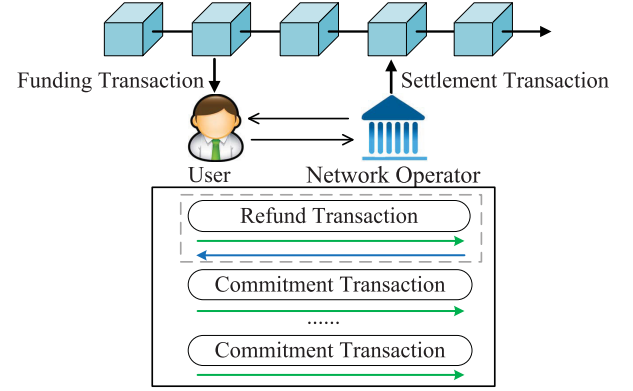 Funding Transaction
Settlement Transaction
User
Network Operator
Refund Transaction
Commitment Transaction
......
Commitment Transaction